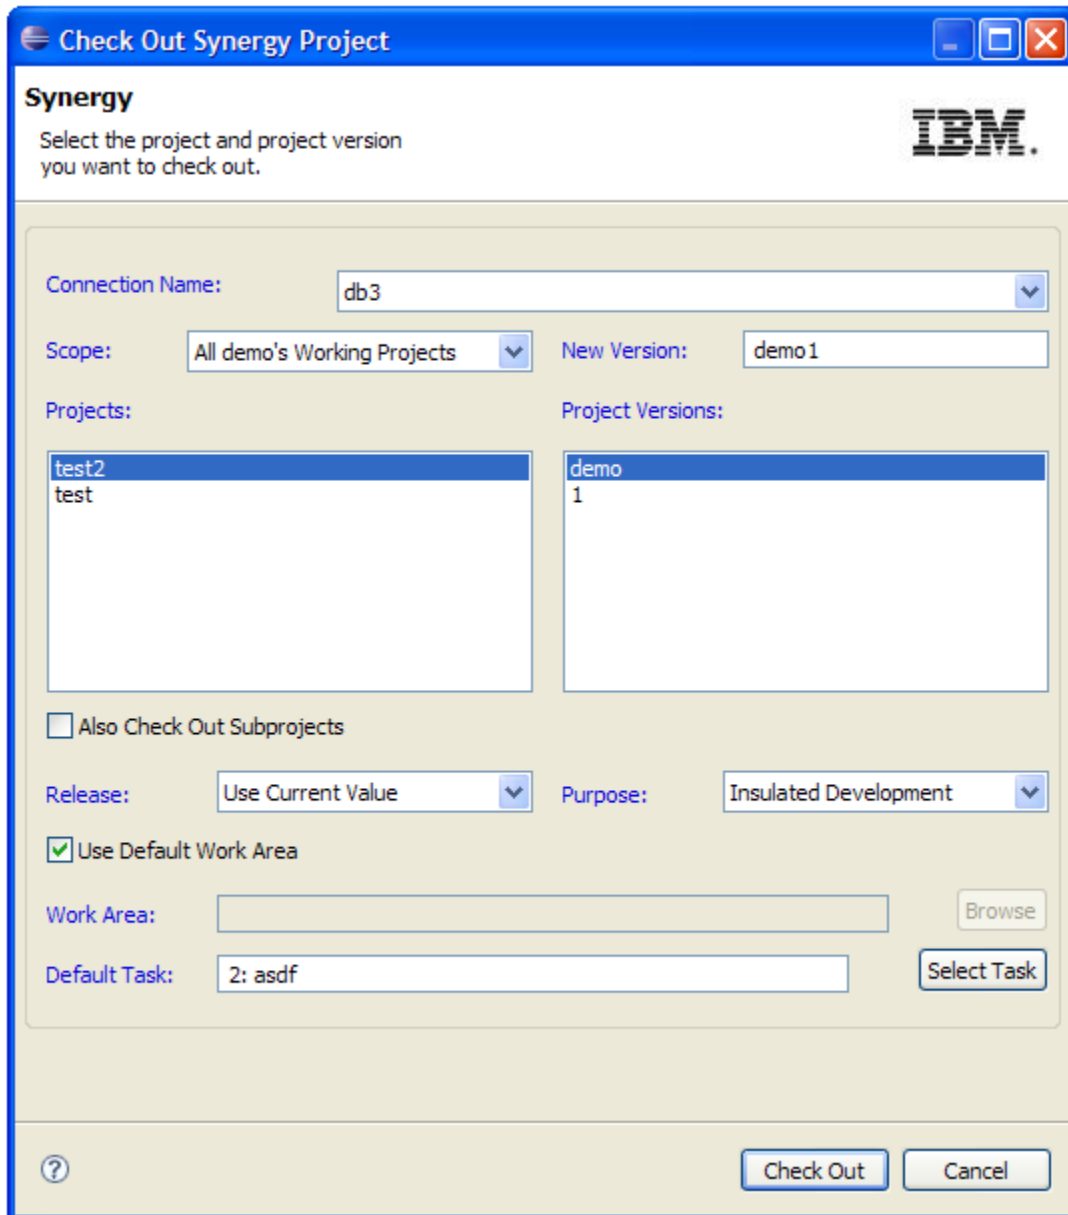 Check Out Synergy Project
Synergy
Select the project and project version
you want to check out.
IBM.
Connection Name:
db3
Scope:
All demo's Working Projects
New Version:
demo1
Projects:
Project Versions:
test2
test
demo
1
Also Check Out Subprojects
Release:
Use Current Value
Purpose:
Insulated Development
Use Default Work Area
Work Area:
Browse
Default Task:
2: asdf
Select Task
?
Check Out
Cancel